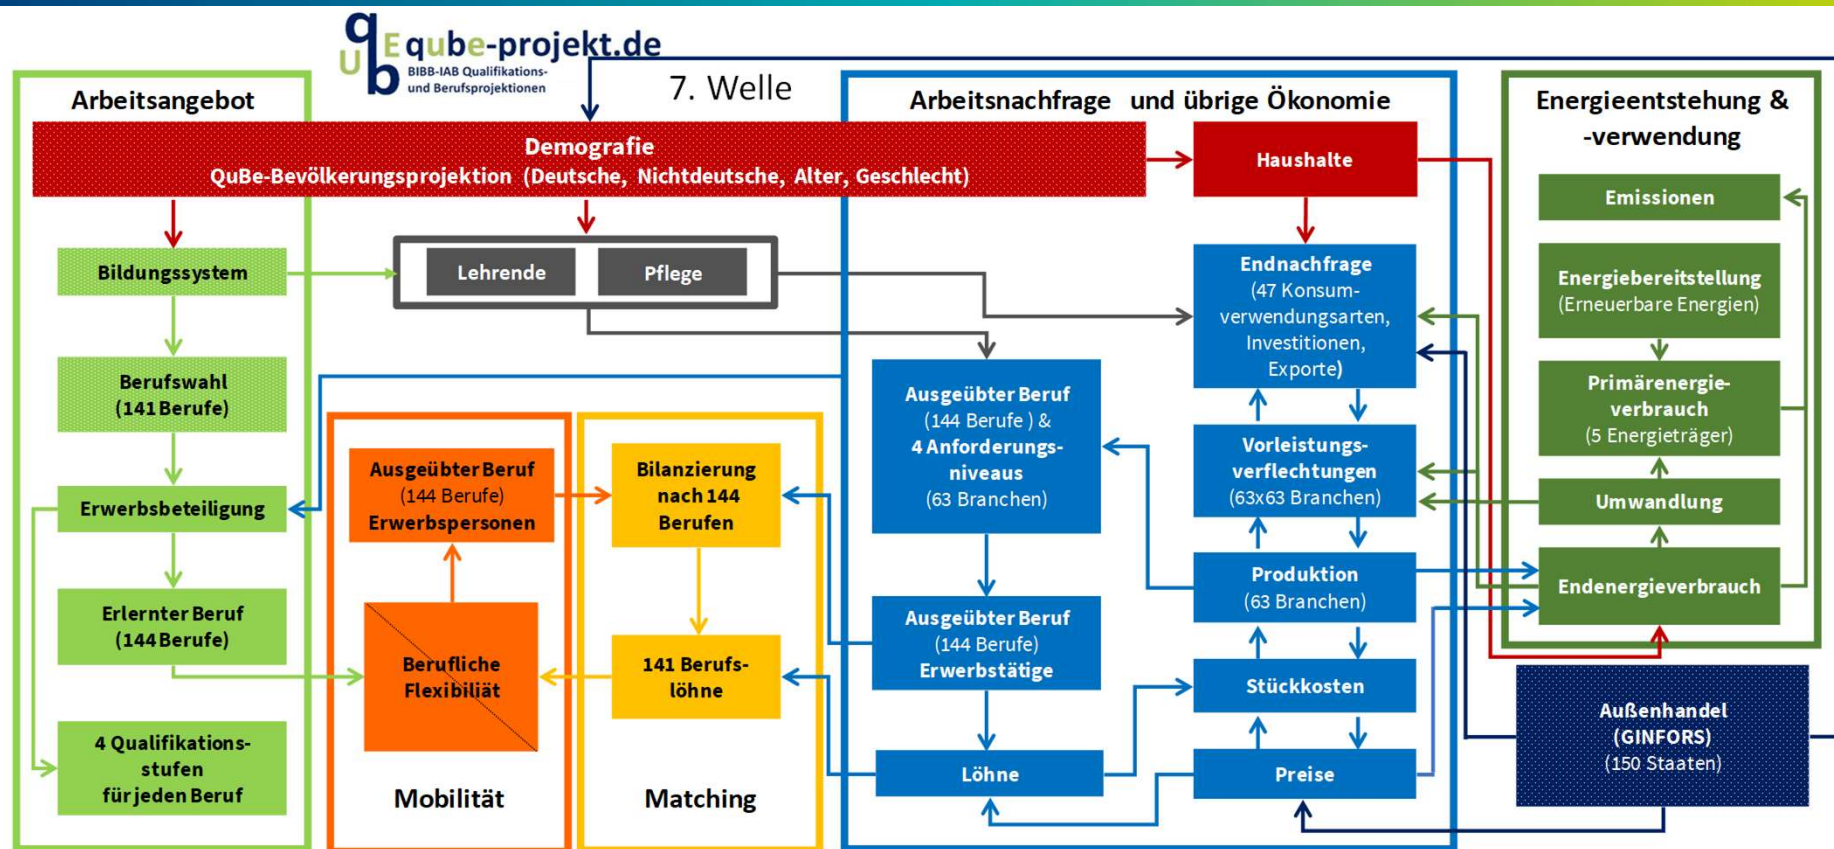 qube-projekt.de
BIBB-IAB Qualifikations-
und Berufsprojektionen
7. Welle
Arbeitsangebot
Demografie
QuBe-Bevölkerungsprojektion (Deutsche, Nichtdeutsche, Alter, Geschlecht)
Bildungssystem
Berufswahl
(141 Berufe)
Erwerbsbeteiligung
Erlernter Beruf
(144 Berufe)
4 Qualifikations-
stufen
für jeden Beruf
Lehrende
Pflege
Ausgeübter Beruf
(144 Berufe)
Erwerbspersonen
Berufliche
Flexibiliät
Mobilität
Bilanzierung
nach 144
Berufen
141 Berufs-
löhne
Matching
Arbeitsnachfrage und übrige Ökonomie
Haushalte
Ausgeübter Beruf
(144 Berufe ) &
4 Anforderungs-
niveaus
(63 Branchen)
Ausgeübter Beruf
(144 Berufe)
Erwerbstätige
Löhne
Endnachfrage
(47 Konsum-
verwendungsarten,
Investitionen,
Exporte)
Vorleistungs-
verflechtungen
(63x63 Branchen)
Produktion
(63 Branchen)
Stückkosten
Preise
Energieentstehung &
-verwendung
Emissionen
Energiebereitstellung
(Erneuerbare Energien)
Primärenergie-
verbrauch
(5 Energieträger)
Umwandlung
Endenergieverbrauch
Außenhandel
(GINFORS)
(150 Staaten)